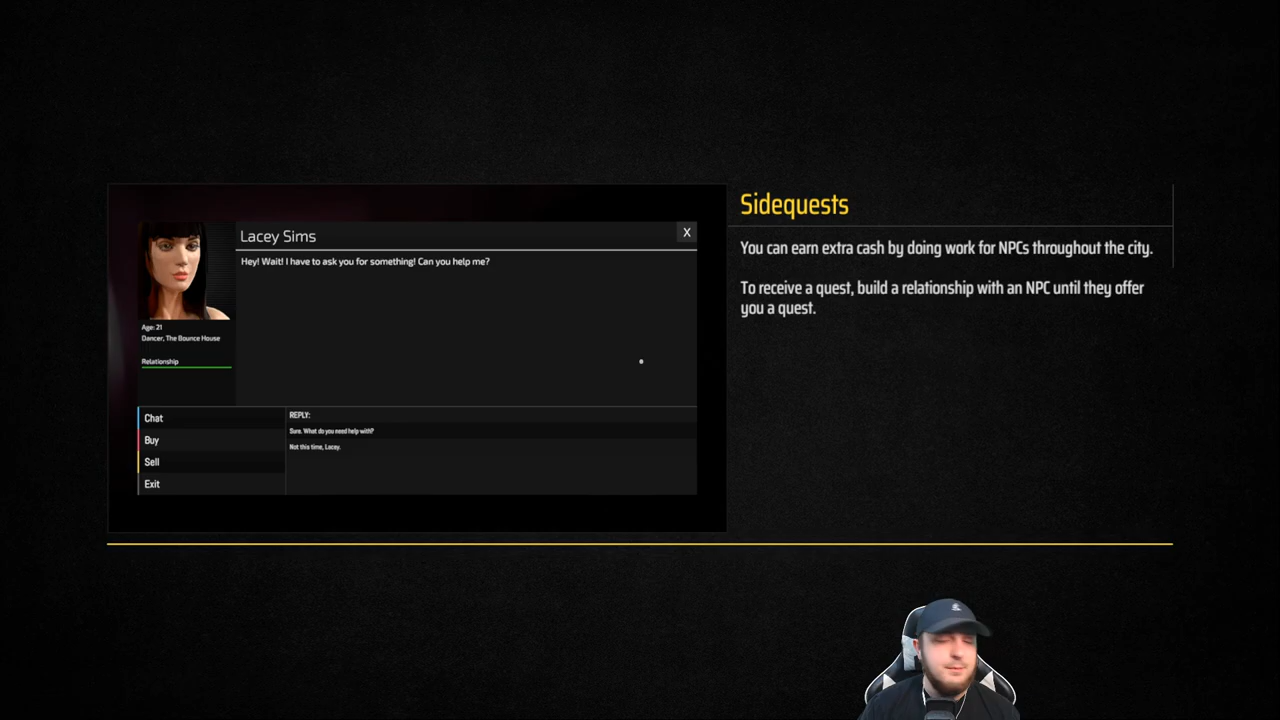 Sidequests
Lacey Sims
X
You can earn extra cash by doing work for NPCs throughout the city.
Hey! Wait! I have to ask you for something! Can you help me?
To receive a quest, build a relationship with an NPC until they offer
you a quest.
Age: 21
Dancer, The Bounce House
Relationship
Chat
Buy
Sell
Exit
REPLY:
Sure. What do you need help with?
Not this time, Lacey.